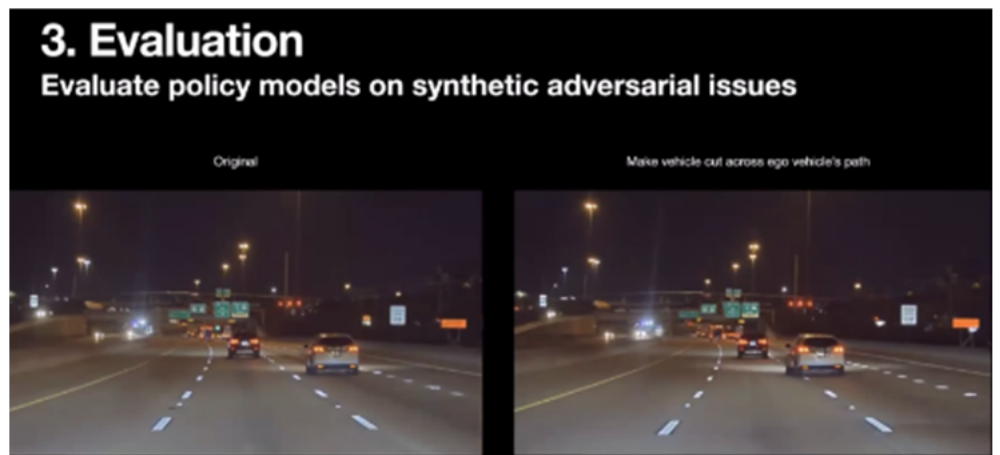 3. Evaluation
Evaluate policy models on synthetic adversarial issues
Original
Make vehicle cut across ego vehicle's path